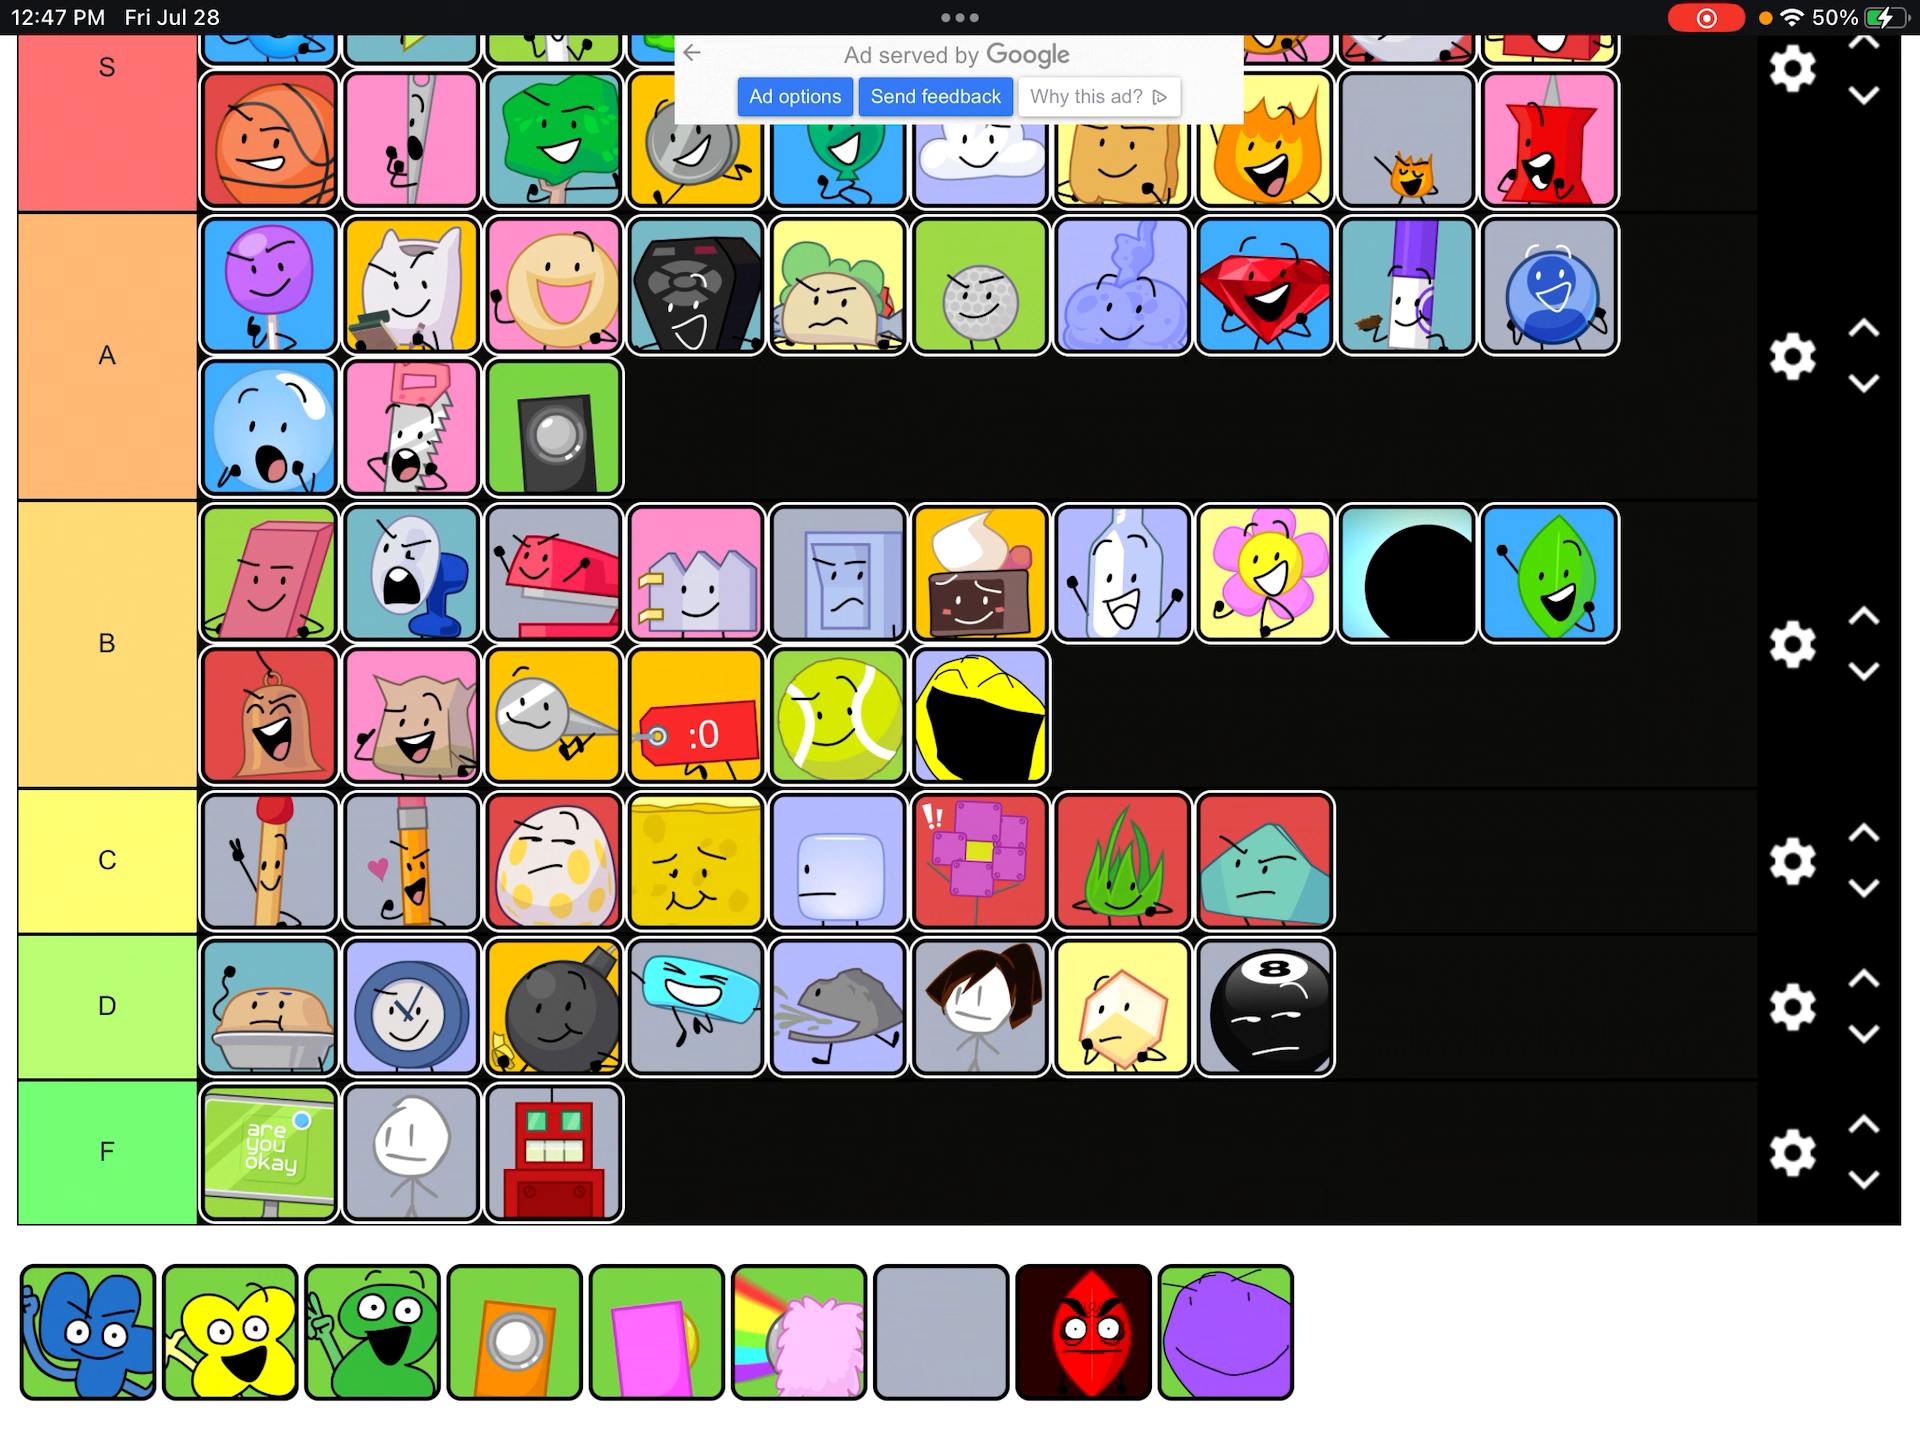 12:47 PM Fri Jul 28
50%
S
Ad served by Google
Ad options
Send feedback
Why this ad?
A
B
:0
C
!!
D
8
F
are
you
okay